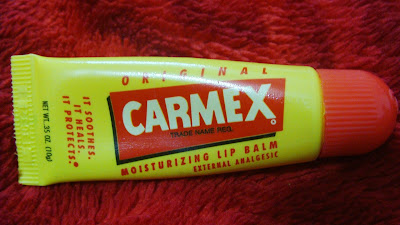 ORIGINAL
CARMEX®
TRADE NAME REG.
MOISTURIZING LIP BALM
EXTERNAL ANALGESIC
IT SOOTHES.
IT HEALS.
IT PROTECTS.®
NET WT. .35 OZ. (10g)